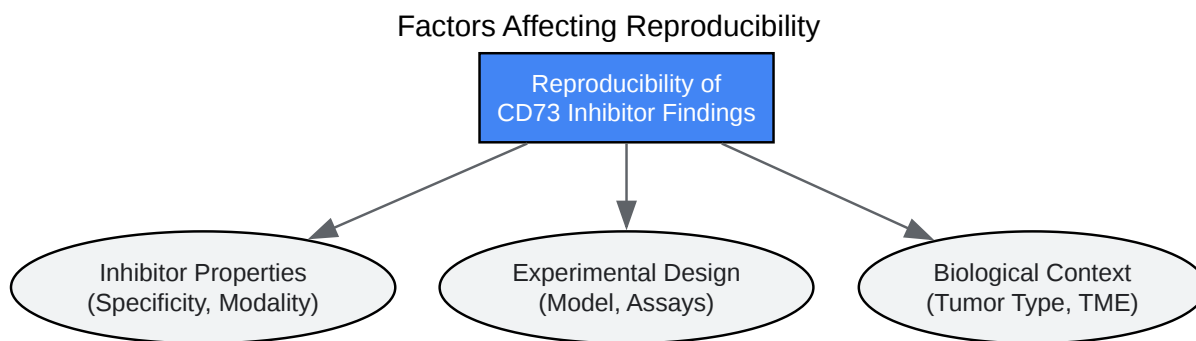 Factors Affecting Reproducibility
Reproducibility of
CD73 Inhibitor Findings
Inhibitor Properties
(Specificity, Modality)
Experimental Design
(Model, Assays)
Biological Context
(Tumor Type, TME)